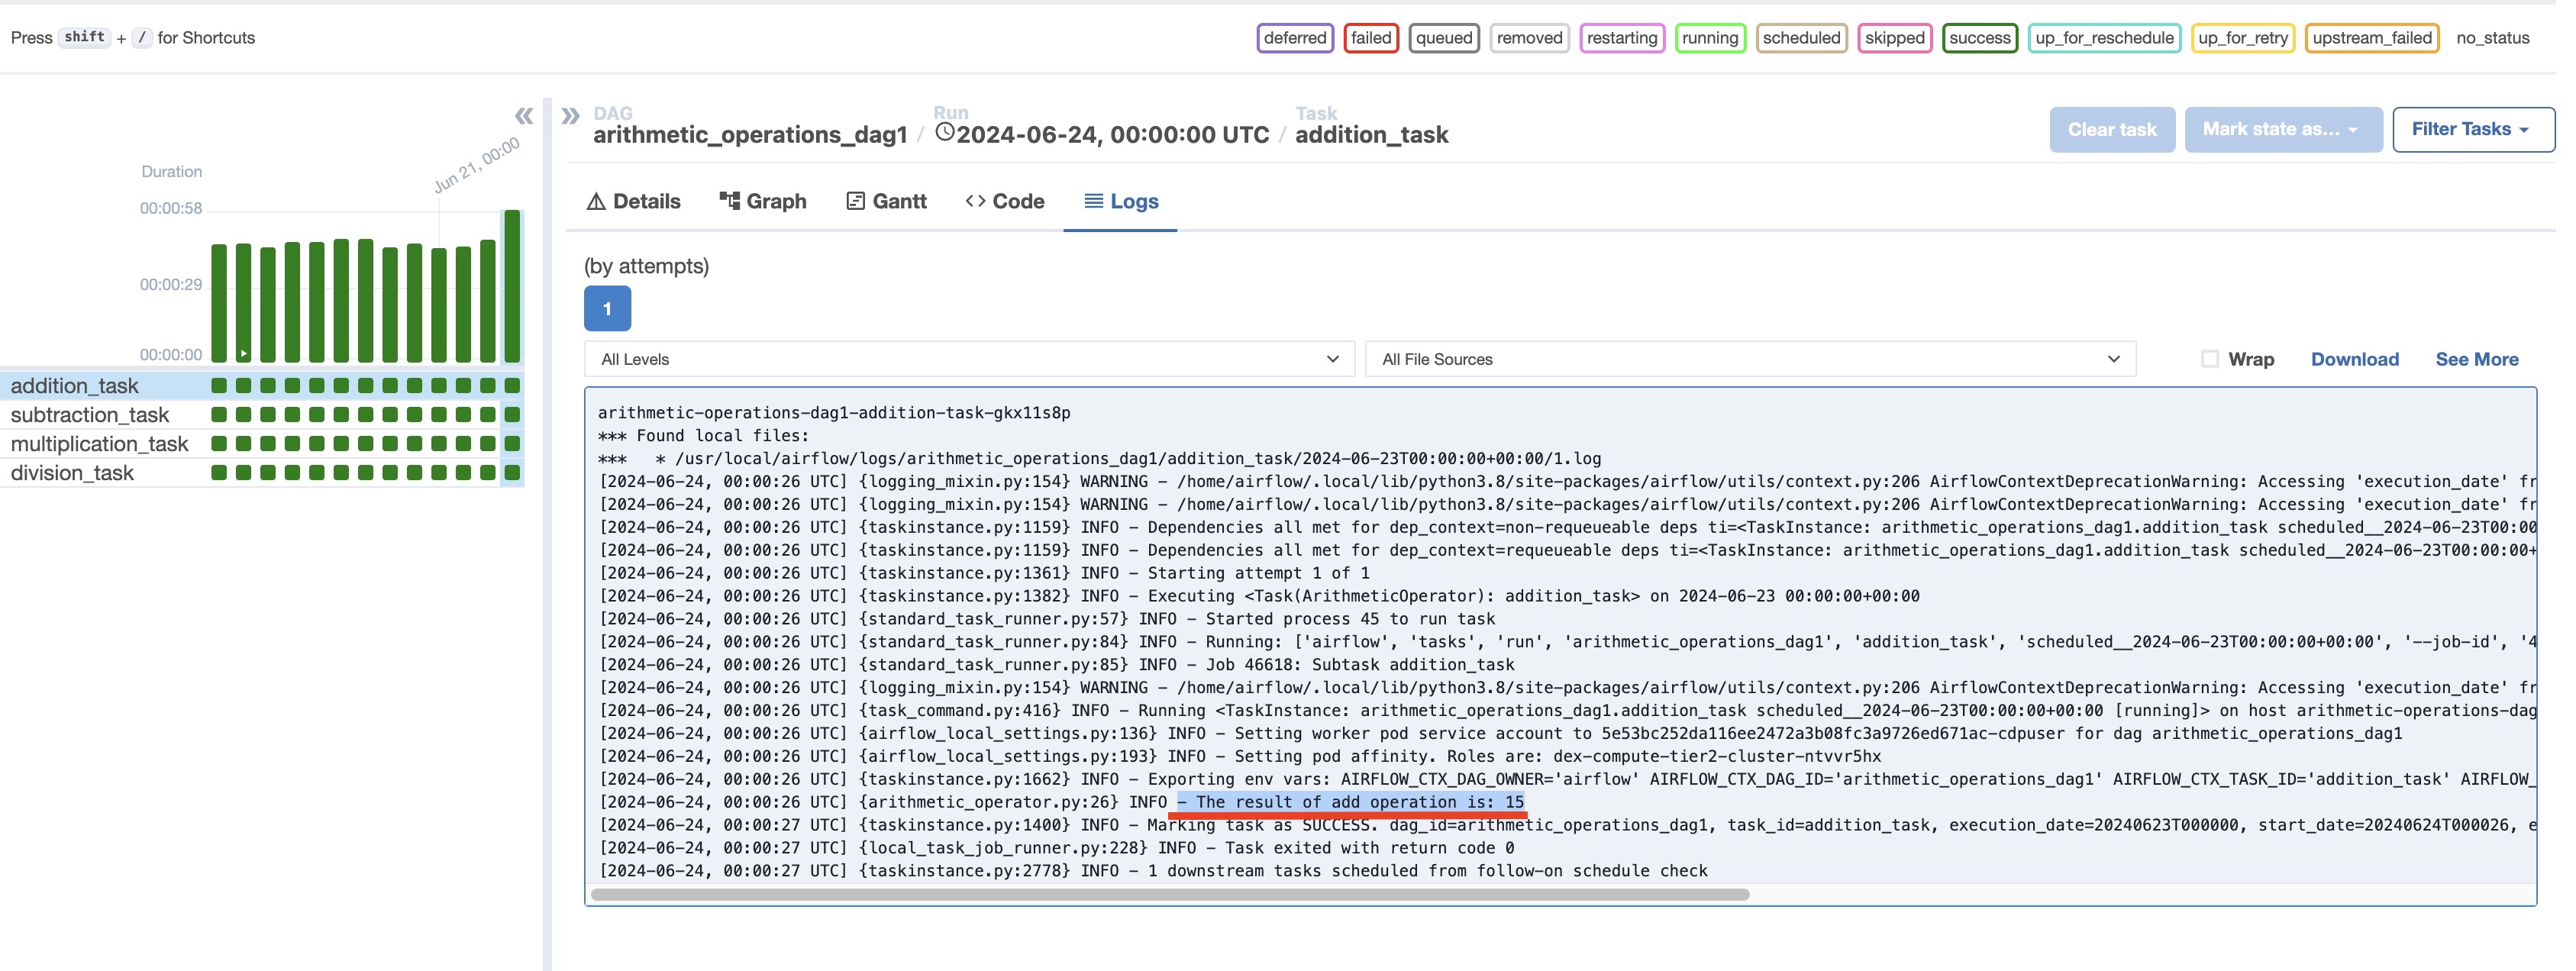 Press shift + / for Shortcuts
deferred failed queued removed restarting running scheduled skipped success up_for_reschedule up_for_retry upstream_failed no_status
DAG Run Task
arithmetic_operations_dag1 / 2024-06-24, 00:00:00 UTC / addition_task
Clear task Mark state as... Filter Tasks
Jun 21, 00:00
Duration
00:00:58
00:00:29
00:00:00
addition_task
subtraction_task
multiplication_task
division_task
Details Graph Gantt Code Logs
(by attempts)
1
All Levels All File Sources Wrap Download See More
arithmetic-operations-dag1-addition-task-gkx11s8p
*** Found local files:
***   * /usr/local/airflow/logs/arithmetic_operations_dag1/addition_task/2024-06-23T00:00:00+00:00/1.log
[2024-06-24, 00:00:26 UTC] {logging_mixin.py:154} WARNING - /home/airflow/.local/lib/python3.8/site-packages/airflow/utils/context.py:206 AirflowContextDeprecationWarning: Accessing 'execution_date' fr
[2024-06-24, 00:00:26 UTC] {logging_mixin.py:154} WARNING - /home/airflow/.local/lib/python3.8/site-packages/airflow/utils/context.py:206 AirflowContextDeprecationWarning: Accessing 'execution_date' fr
[2024-06-24, 00:00:26 UTC] {taskinstance.py:1159} INFO - Dependencies all met for dep_context=non-requeueable deps ti=<TaskInstance: arithmetic_operations_dag1.addition_task scheduled__2024-06-23T00:00:00
[2024-06-24, 00:00:26 UTC] {taskinstance.py:1159} INFO - Dependencies all met for dep_context=requeueable deps ti=<TaskInstance: arithmetic_operations_dag1.addition_task scheduled__2024-06-23T00:00:00+
[2024-06-24, 00:00:26 UTC] {taskinstance.py:1361} INFO - Starting attempt 1 of 1
[2024-06-24, 00:00:26 UTC] {taskinstance.py:1382} INFO - Executing <Task(ArithmeticOperator): addition_task> on 2024-06-23 00:00:00+00:00
[2024-06-24, 00:00:26 UTC] {standard_task_runner.py:57} INFO - Started process 45 to run task
[2024-06-24, 00:00:26 UTC] {standard_task_runner.py:84} INFO - Running: ['airflow', 'tasks', 'run', 'arithmetic_operations_dag1', 'addition_task', 'scheduled__2024-06-23T00:00:00+00:00', '--job-id', '4
[2024-06-24, 00:00:26 UTC] {standard_task_runner.py:85} INFO - Job 46618: Subtask addition_task
[2024-06-24, 00:00:26 UTC] {logging_mixin.py:154} WARNING - /home/airflow/.local/lib/python3.8/site-packages/airflow/utils/context.py:206 AirflowContextDeprecationWarning: Accessing 'execution_date' fr
[2024-06-24, 00:00:26 UTC] {task_command.py:416} INFO - Running <TaskInstance: arithmetic_operations_dag1.addition_task scheduled__2024-06-23T00:00:00+00:00 [running]> on host arithmetic-operations-dag
[2024-06-24, 00:00:26 UTC] {airflow_local_settings.py:136} INFO - Setting worker pod service account to 5e53bc252da116ee2472a3b08fc3a9726ed671ac-cdpuser for dag arithmetic_operations_dag1
[2024-06-24, 00:00:26 UTC] {airflow_local_settings.py:193} INFO - Setting pod affinity. Roles are: dex-compute-tier2-cluster-ntvvr5hx
[2024-06-24, 00:00:26 UTC] {taskinstance.py:1662} INFO - Exporting env vars: AIRFLOW_CTX_DAG_OWNER='airflow' AIRFLOW_CTX_DAG_ID='arithmetic_operations_dag1' AIRFLOW_CTX_TASK_ID='addition_task' AIRFLOW_
[2024-06-24, 00:00:26 UTC] {arithmetic_operator.py:26} INFO - The result of add operation is: 15
[2024-06-24, 00:00:27 UTC] {taskinstance.py:1400} INFO - Marking task as SUCCESS. dag_id=arithmetic_operations_dag1, task_id=addition_task, execution_date=20240623T000000, start_date=20240624T000026, e
[2024-06-24, 00:00:27 UTC] {local_task_job_runner.py:228} INFO - Task exited with return code 0
[2024-06-24, 00:00:27 UTC] {taskinstance.py:2778} INFO - 1 downstream tasks scheduled from follow-on schedule check